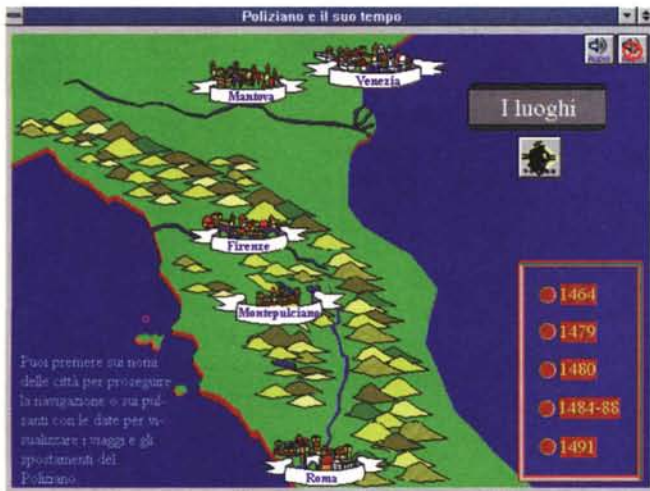 Poliziano e il suo tempo
AUDIO
Venezia
Mantova
I luoghi
Firenze
Montepulciano
1464
1479
1480
1484-88
1491
Puoi premere sui nomi
delle città per proseguire
la navigazione o sui pul-
santi con le date per vi-
sualizzare i viaggi e gli
spostamenti del
Poliziano.
Roma